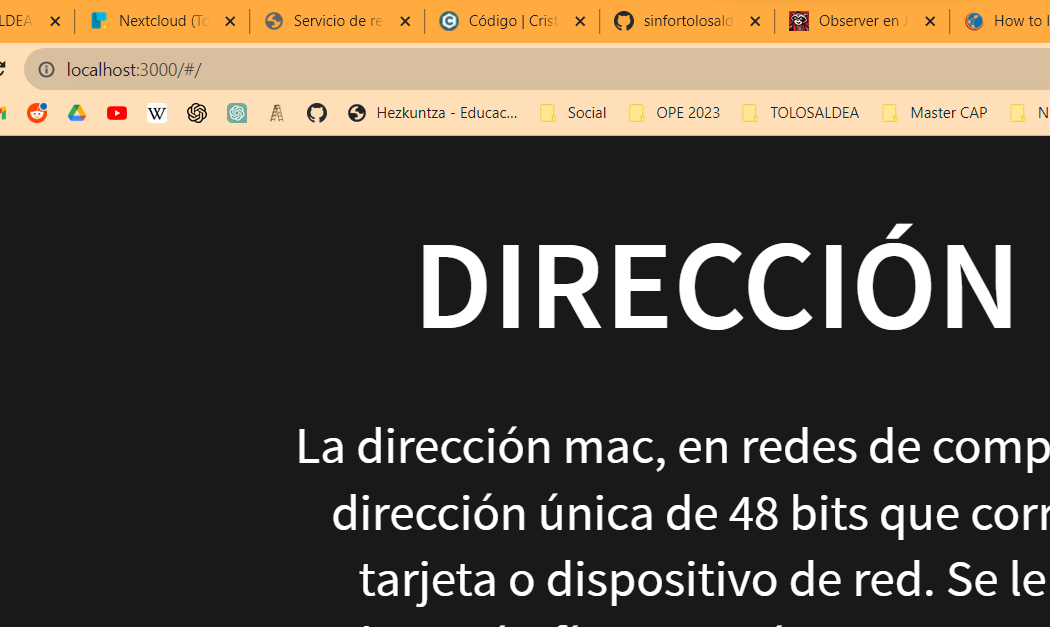 LDEA
Nextcloud (To
Servicio de re
Código | Crist
sinfortolosald
Observer en J
How to I
localhost:3000/#/
Hezkuntza - Educac...
Social
OPE 2023
TOLOSALDEA
Master CAP
N
DIRECCIÓN
La dirección mac, en redes de comp
dirección única de 48 bits que corr
tarjeta o dispositivo de red. Se le